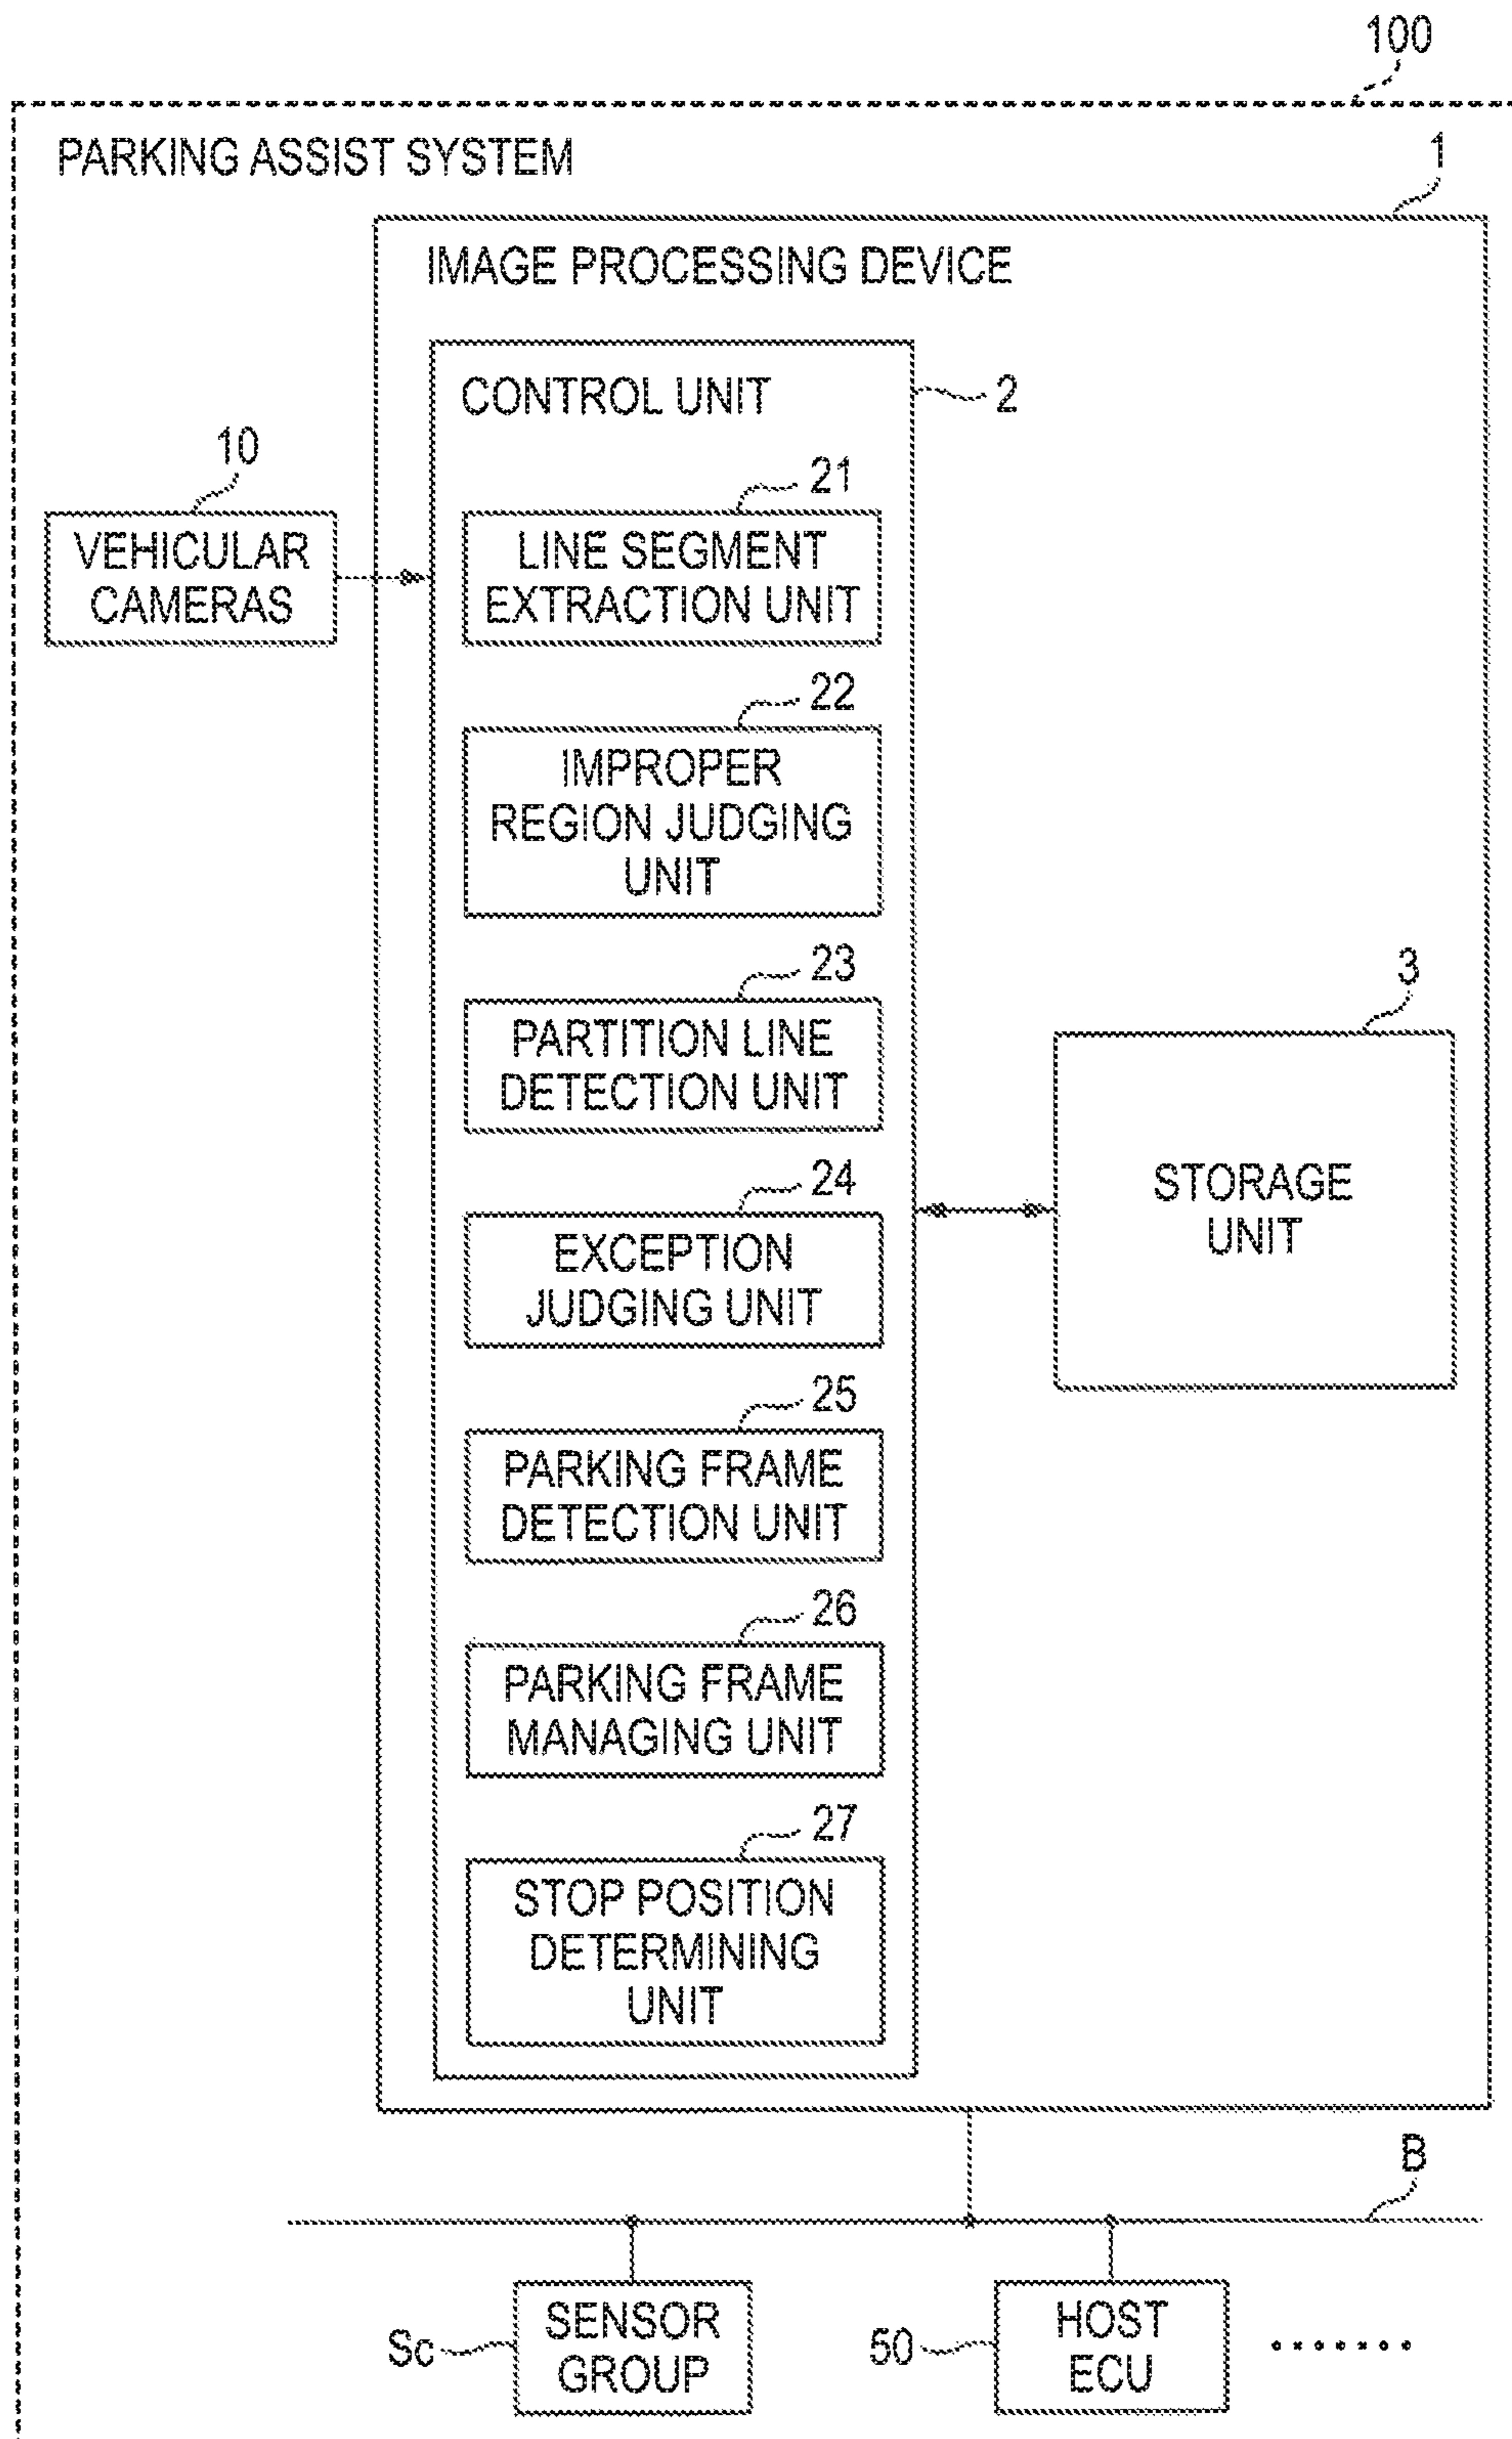 100
PARKING ASSIST SYSTEM
1
IMAGE PROCESSING DEVICE
CONTROL UNIT
2
10
VEHICULAR
CAMERAS
21
LINE SEGMENT
EXTRACTION UNIT
22
IMPROPER
REGION JUDGING
UNIT
23
PARTITION LINE
DETECTION UNIT
24
EXCEPTION
JUDGING UNIT
3
STORAGE
UNIT
25
PARKING FRAME
DETECTION UNIT
26
PARKING FRAME
MANAGING UNIT
27
STOP POSITION
DETERMINING
UNIT
B
Sc
SENSOR
GROUP
50
HOST
ECU